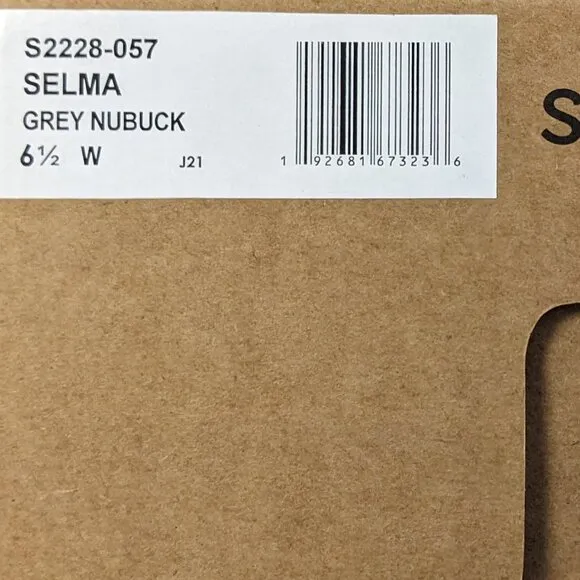 S2228-057
SELMA
GREY NUBUCK
6½ W J21
1 92681 67323 6
S